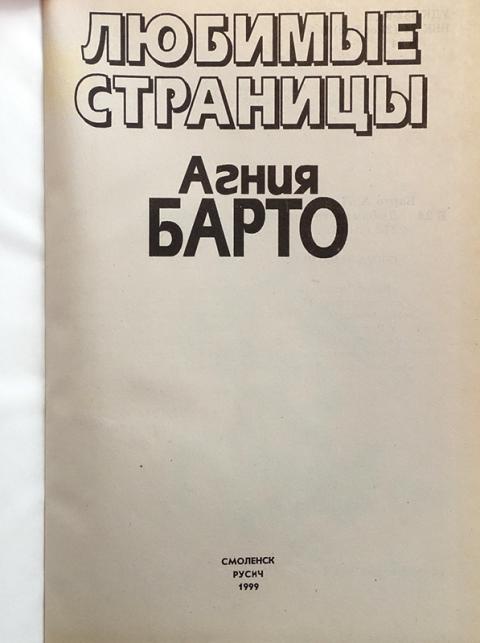 ЛЮБИМЫЕ
СТРАНИЦЫ
Агния
БАРТО
СМОЛЕНСК
РУСИЧ
1999